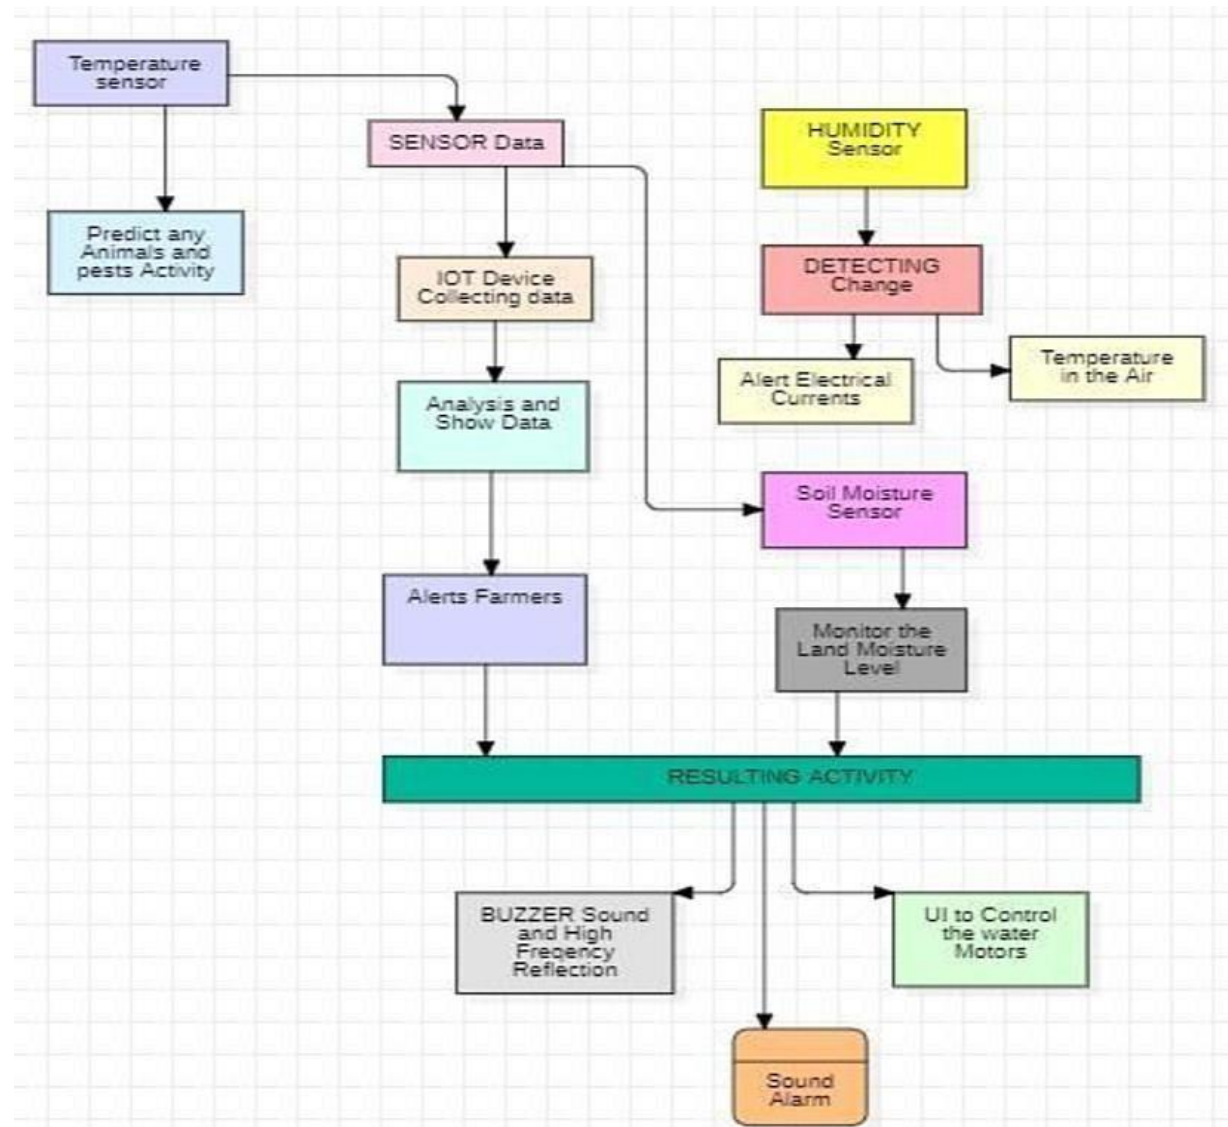 Temperature
sensor
SENSOR Data
HUMIDITY
Sensor
Predict any
Animals and
pests Activity
IOT Device
Collecting data
DETECTING
Change
Alert Electrical
Currents
Temperature
in the Air
Analysis and
Show Data
Soil Moisture
Sensor
Alerts Farmers
Monitor the
Land Moisture
Level
RESULTING ACTIVITY
BUZZER Sound
and High
Freqency
Reflection
UI to Control
the water
Motors
Sound
Alarm